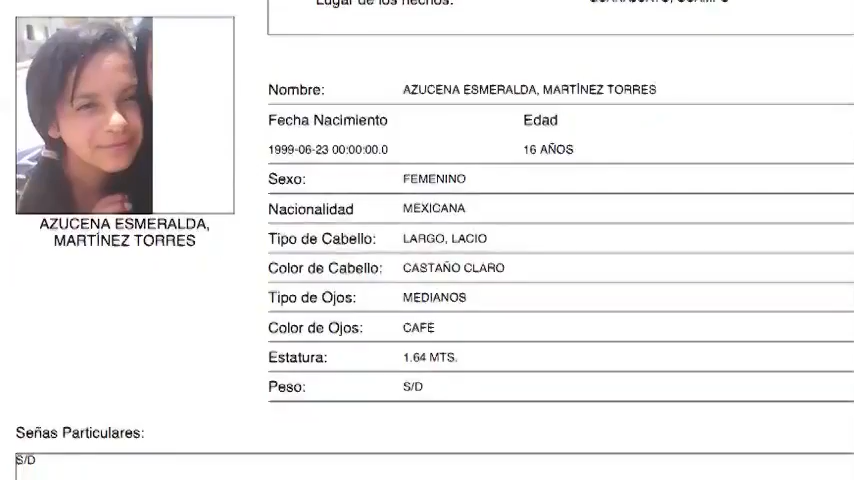 Lugar de los hechos:
Nombre: AZUCENA ESMERALDA, MARTÍNEZ TORRES
Fecha Nacimiento Edad
1999-06-23 00:00:00.0 16 AÑOS
Sexo: FEMENINO
Nacionalidad MEXICANA
Tipo de Cabello: LARGO, LACIO
Color de Cabello: CASTAÑO CLARO
Tipo de Ojos: MEDIANOS
Color de Ojos: CAFE
Estatura: 1.64 MTS.
Peso: S/D
AZUCENA ESMERALDA,
MARTÍNEZ TORRES
Señas Particulares:
S/D